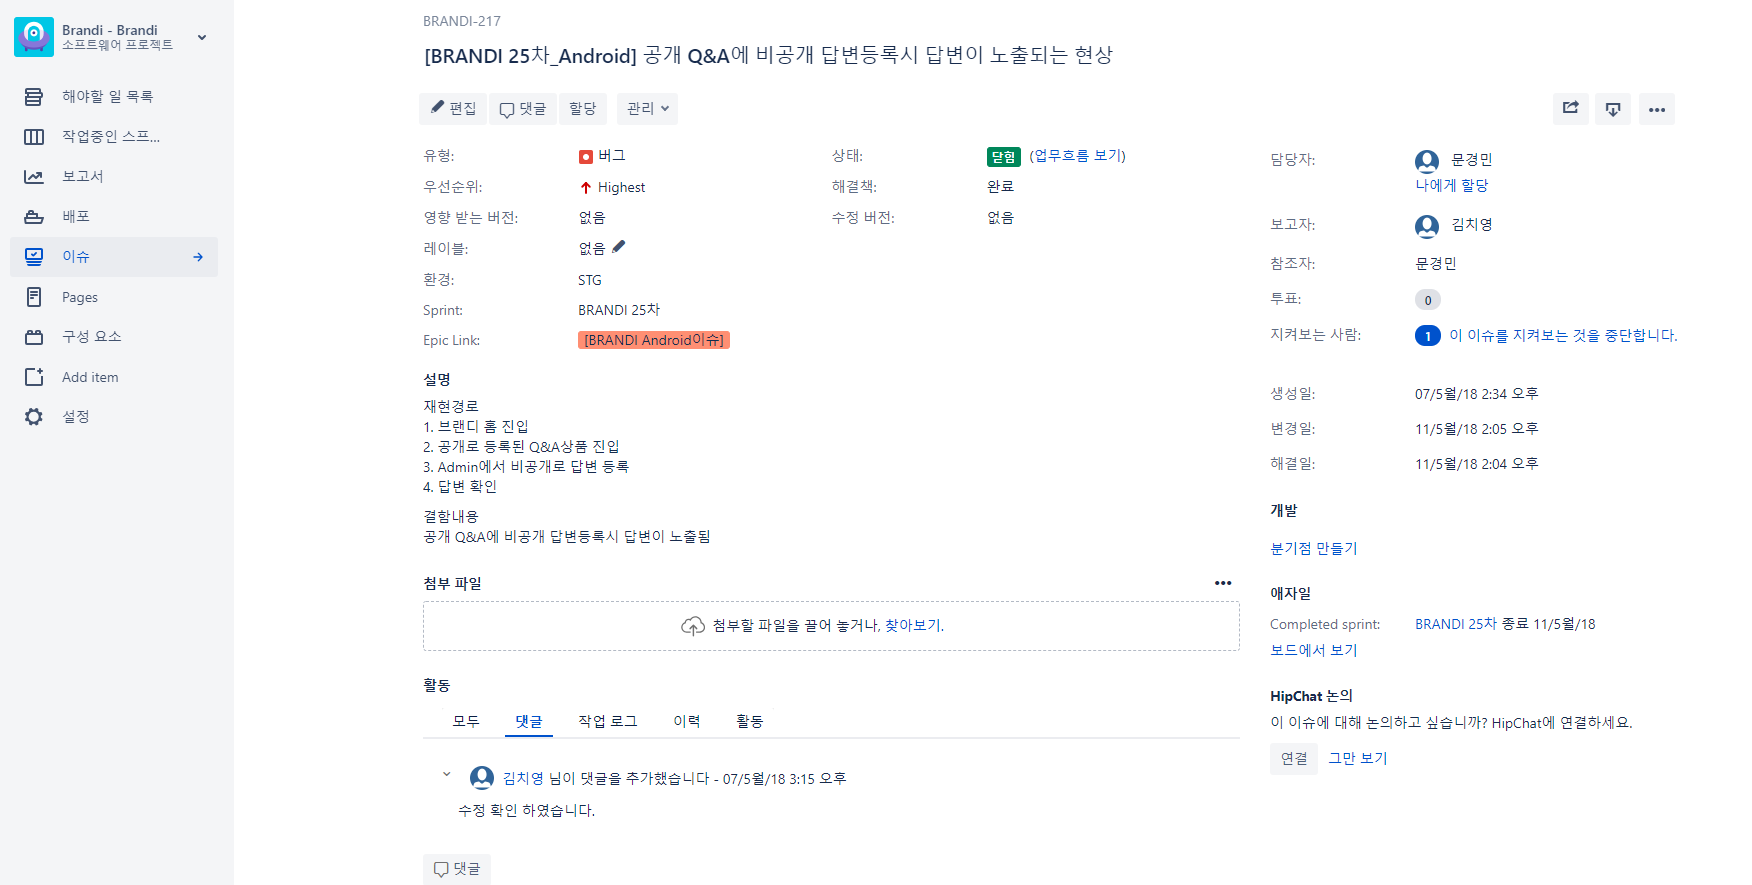 Brandi - Brandi
소프트웨어 프로젝트
해야할 일 목록
작업중인 스프...
보고서
배포
이슈
Pages
구성 요소
Add item
설정
BRANDI-217
[BRANDI 25차_Android] 공개 Q&A에 비공개 답변등록시 답변이 노출되는 현상
편집 댓글 할당 관리
유형: 버그
우선순위: Highest
영향 받는 버전: 없음
레이블: 없음
환경: STG
Sprint: BRANDI 25차
Epic Link: [BRANDI Android이슈]
상태: 닫힘 (업무흐름 보기)
해결책: 완료
수정 버전: 없음
설명
재현경로
1. 브랜디 홈 진입
2. 공개로 등록된 Q&A상품 진입
3. Admin에서 비공개로 답변 등록
4. 답변 확인
결함내용
공개 Q&A에 비공개 답변등록시 답변이 노출됨
첨부 파일
첨부할 파일을 끌어 놓거나, 찾아보기.
활동
모두 댓글 작업 로그 이력 활동
김치영 님이 댓글을 추가했습니다 - 07/5월/18 3:15 오후
수정 확인 하였습니다.
댓글
담당자: 문경민
나에게 할당
보고자: 김치영
참조자: 문경민
투표: 0
지켜보는 사람: 1 이 이슈를 지켜보는 것을 중단합니다.
생성일: 07/5월/18 2:34 오후
변경일: 11/5월/18 2:05 오후
해결일: 11/5월/18 2:04 오후
개발
분기점 만들기
애자일
Completed sprint: BRANDI 25차 종료 11/5월/18
보드에서 보기
HipChat 논의
이 이슈에 대해 논의하고 싶습니까? HipChat에 연결하세요.
연결 그만 보기